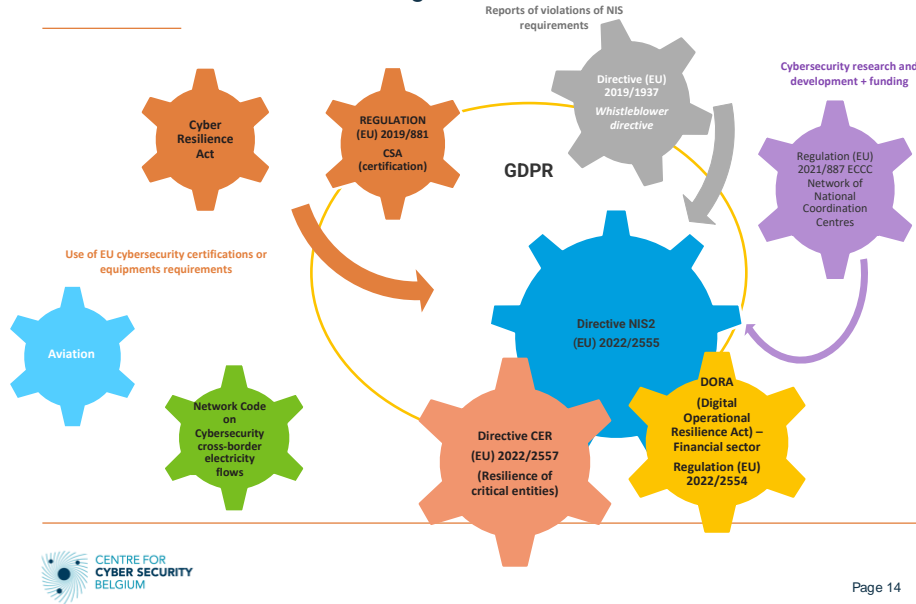 Reports of violations of NIS
requirements
Cybersecurity research and
development + funding
Directive (EU)
2019/1937
Whistleblower
directive
Cyber
Resilience
Act
REGULATION
(EU) 2019/881
CSA
(certification)
GDPR
Regulation (EU)
2021/887 ECCC
Network of
National
Coordination
Centres
Use of EU cybersecurity certifications or
equipments requirements
Directive NIS2
(EU) 2022/2555
Aviation
Network Code
on
Cybersecurity
cross-border
electricity
flows
Directive CER
(EU) 2022/2557
(Resilience of
critical entities)
DORA
(Digital
Operational
Resilience Act) –
Financial sector
Regulation (EU)
2022/2554
CENTRE FOR
CYBER SECURITY
BELGIUM
Page 14